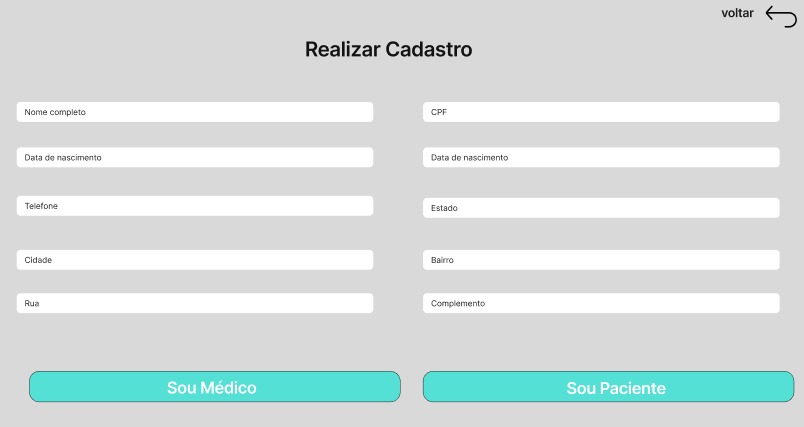 voltar
Realizar Cadastro
Nome completo
CPF
Data de nascimento
Data de nascimento
Telefone
Estado
Cidade
Bairro
Rua
Complemento
Sou Médico
Sou Paciente